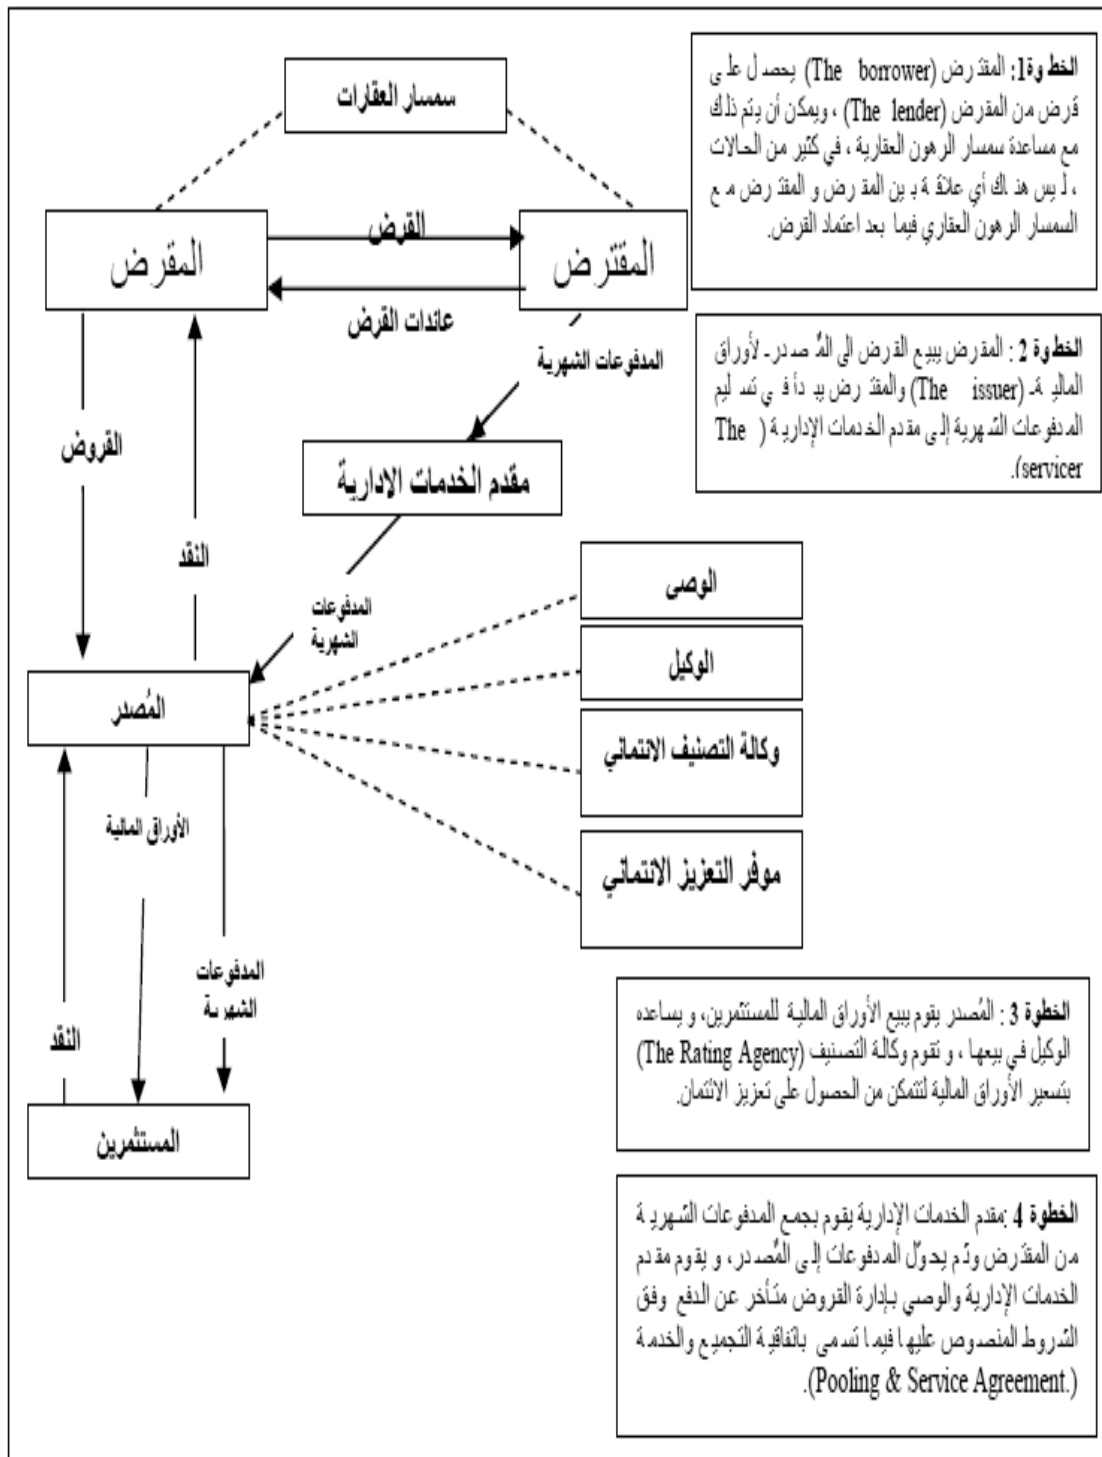 سمسار العقارات
الخطوة1: المقترض (The borrower) يحصل على
قرض من المقرض (The lender) ، ويمكن أن يتم ذلك
مع مساعدة سمسار الرهون العقارية ، في كثير من الحالات
، ليس هناك أي علاقة بين المقرض و المقترض مع
السمسار الرهون العقاري فيما بعد اعتماد القرض.
المقترض
القرض
المقرض
عائدات القرض
المدفوعات الشهرية
الخطوة 2 : المقرض يبيع القرض الى المُصدر لأوراق
المالية (The issuer) والمقترض يبدأ في تسليم
المدفوعات الشهرية إلى مقدم الخدمات الإدارية ( The
servicer).
القروض
مقدم الخدمات الادارية
النقد
المدفوعات
الشهرية
الوصى
الوكيل
المُصدر
وكالة التصنيف الائتماني
الأوراق المالية
موفر التعزيز الائتماني
المدفوعات
الشهرية
النقد
الخطوة 3 : المُصدر يقوم ببيع الأوراق المالية للمستثمرين، و يساعده
الوكيل في بيعها ، و تقوم وكالة التصنيف (The Rating Agency)
بتسعير الأوراق المالية لتتمكن من الحصول على تعزيز الائتمان.
المستثمرين
الخطوة 4 :مقدم الخدمات الإدارية يقوم بجمع المدفوعات الشهرية
من المقترض وثم يحوّل المدفوعات إلى المُصدر، و يقوم مقدم
الخدمات الإدارية والوصي بإدارة القروض متأخر عن الدفع وفق
الشروط المنصوص عليها فيما تسمى باتفاقية التجميع والخدمة
(Pooling & Service Agreement.).